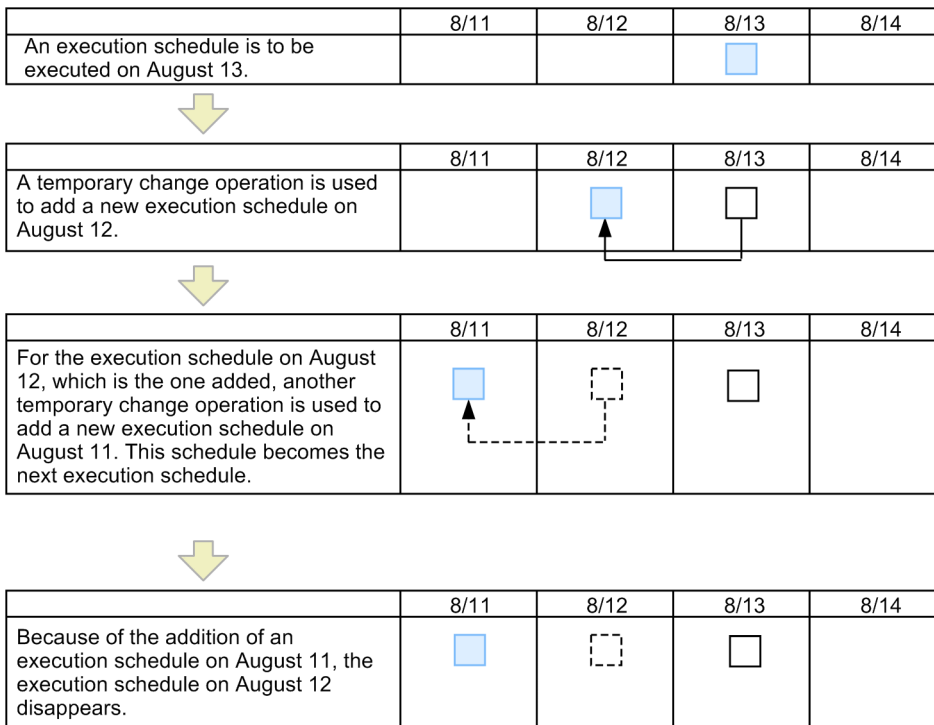 8/11 8/12 8/13 8/14
An execution schedule is to be
executed on August 13.
8/11 8/12 8/13 8/14
A temporary change operation is used
to add a new execution schedule on
August 12.
8/11 8/12 8/13 8/14
For the execution schedule on August
12, which is the one added, another
temporary change operation is used to
add a new execution schedule on
August 11. This schedule becomes the
next execution schedule.
8/11 8/12 8/13 8/14
Because of the addition of an
execution schedule on August 11, the
execution schedule on August 12
disappears.